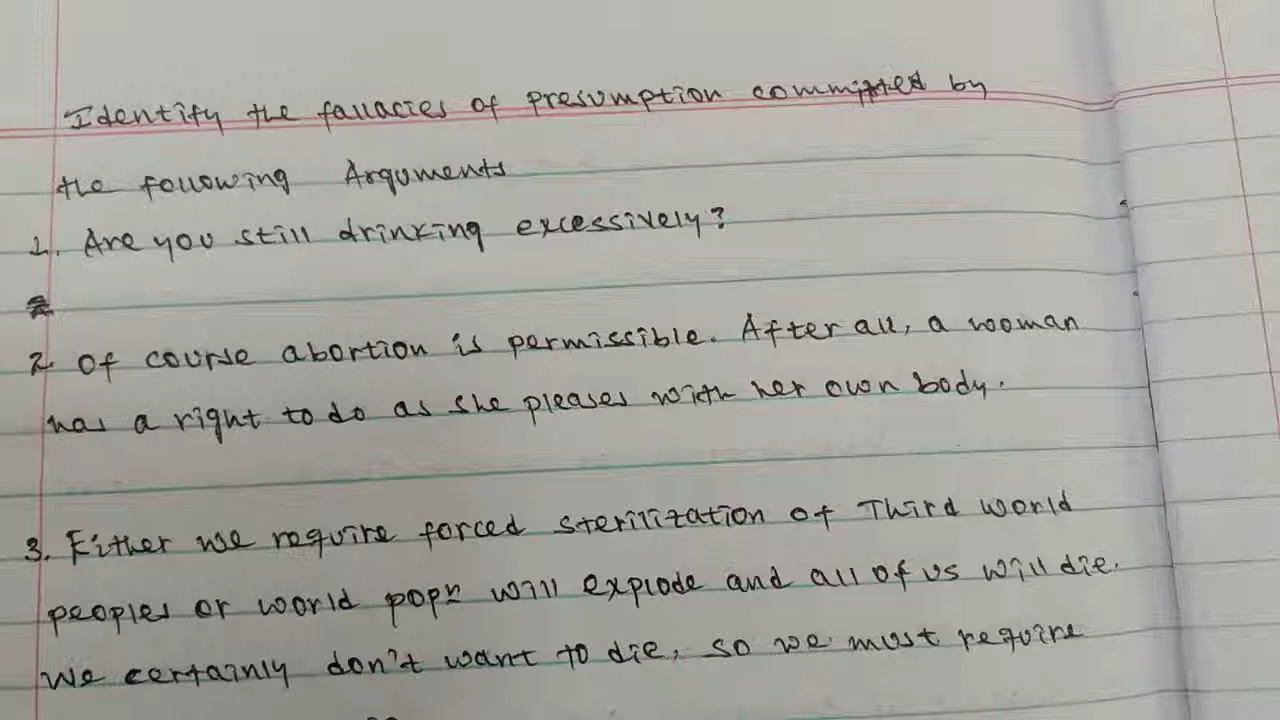 Identify the fallacies of presumption committed by
the following Arguments
1. Are you still drinking excessively?
2. Of course abortion is permissible. After all, a woman
has a right to do as she pleases with her own body.
3. Either we require forced sterilization of Third World
peoples or world popn will explode and all of us will die.
We certainly don't want to die, so we must require